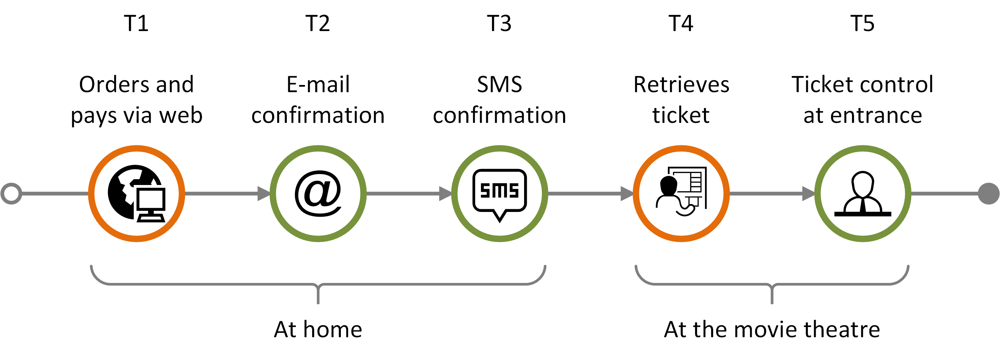 T1
T2
T3
T4
T5
Orders and
pays via web
E-mail
confirmation
SMS
confirmation
Retrieves
ticket
Ticket control
at entrance
@
sms
At home
At the movie theatre